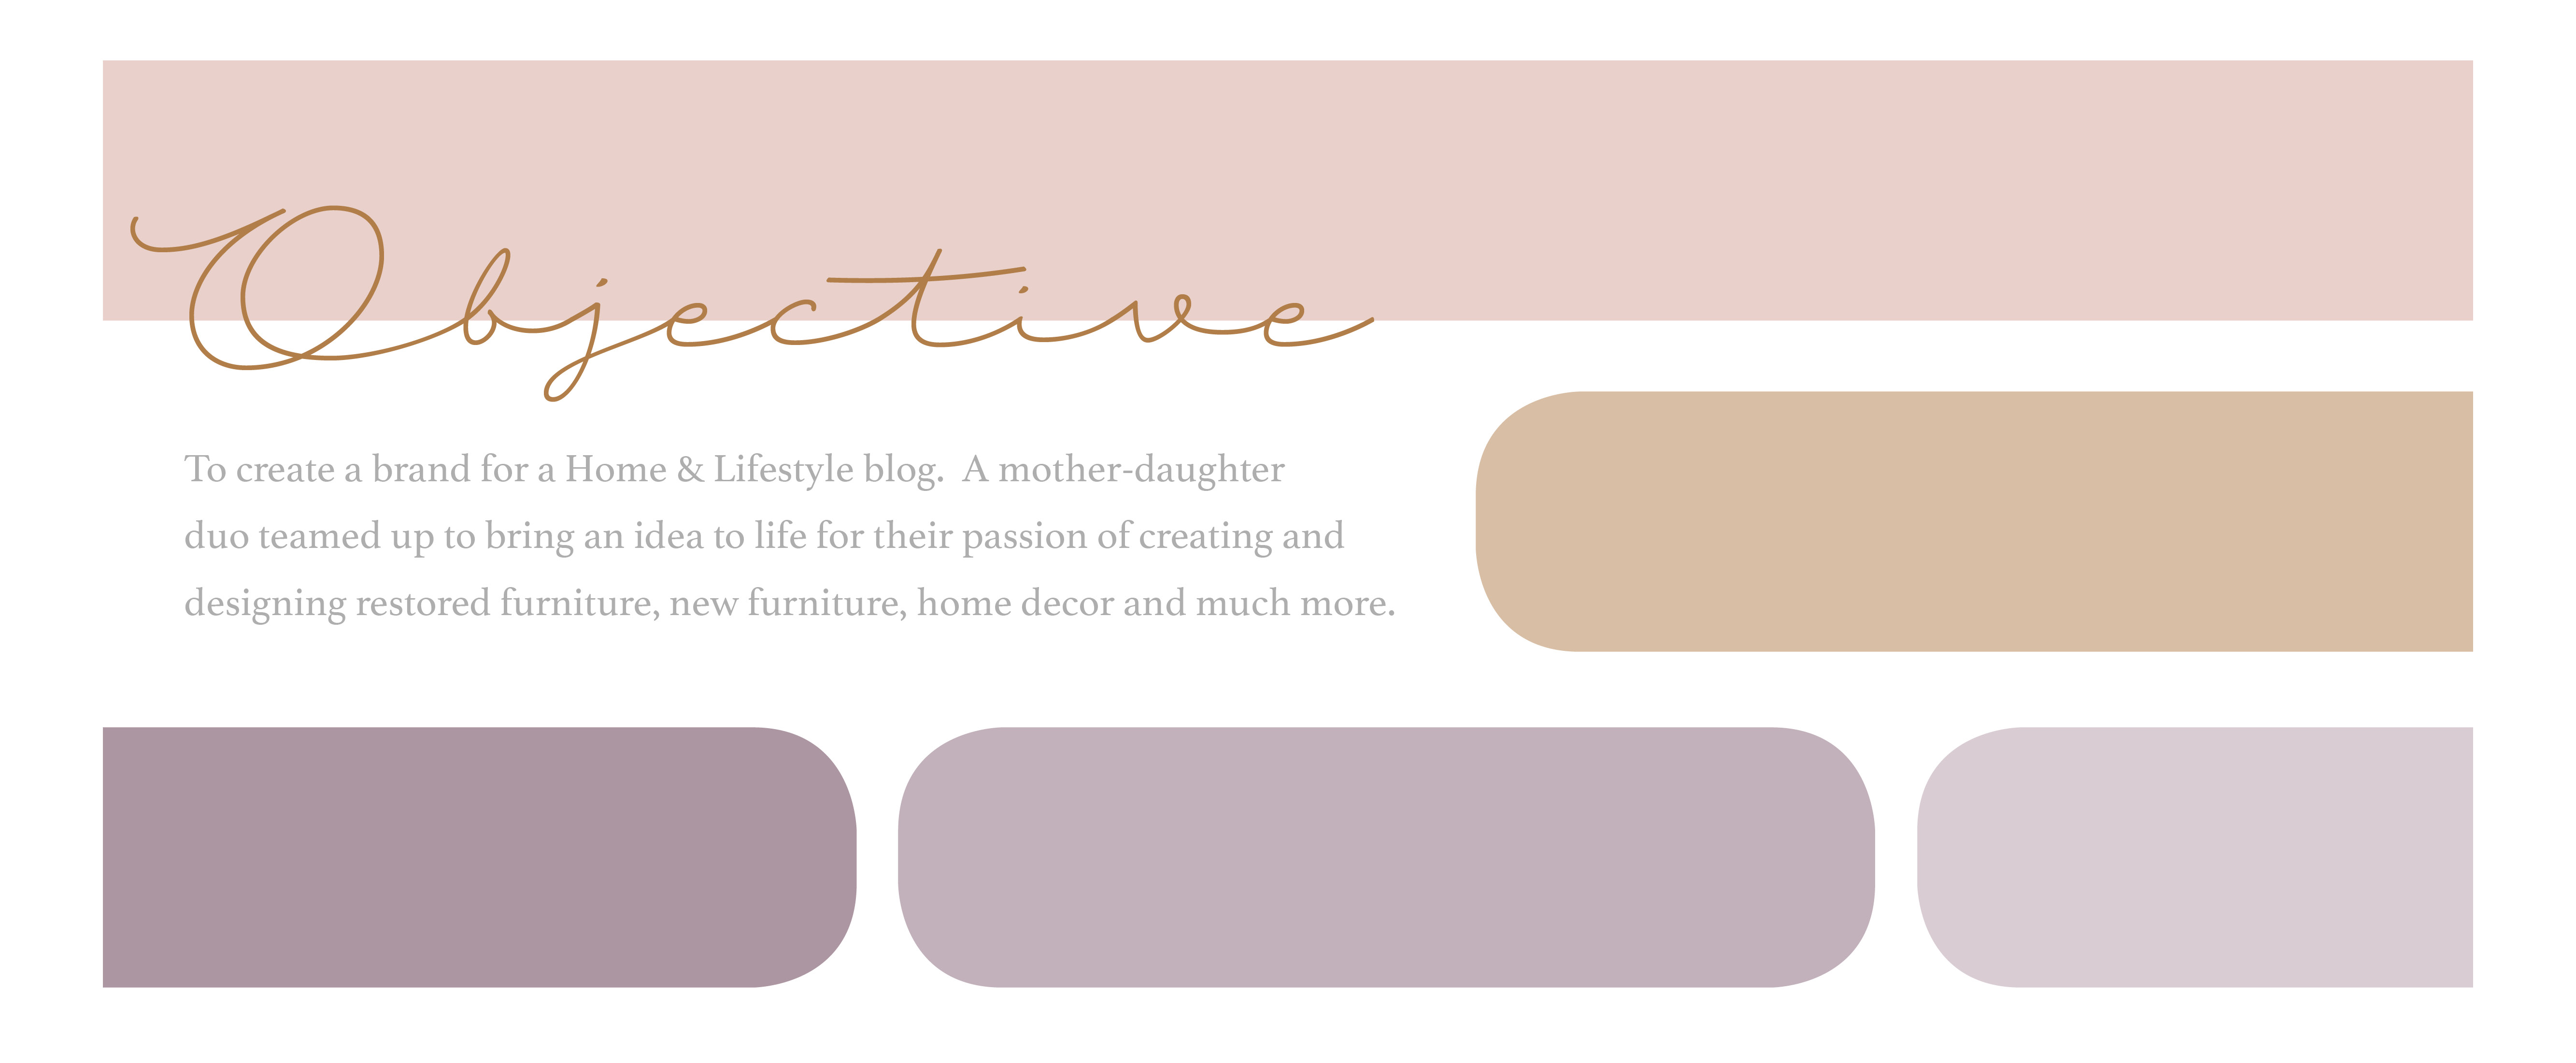 Objective
To create a brand for a Home & Lifestyle blog.  A mother-daughter
duo teamed up to bring an idea to life for their passion of creating and
designing restored furniture, new furniture, home decor and much more.